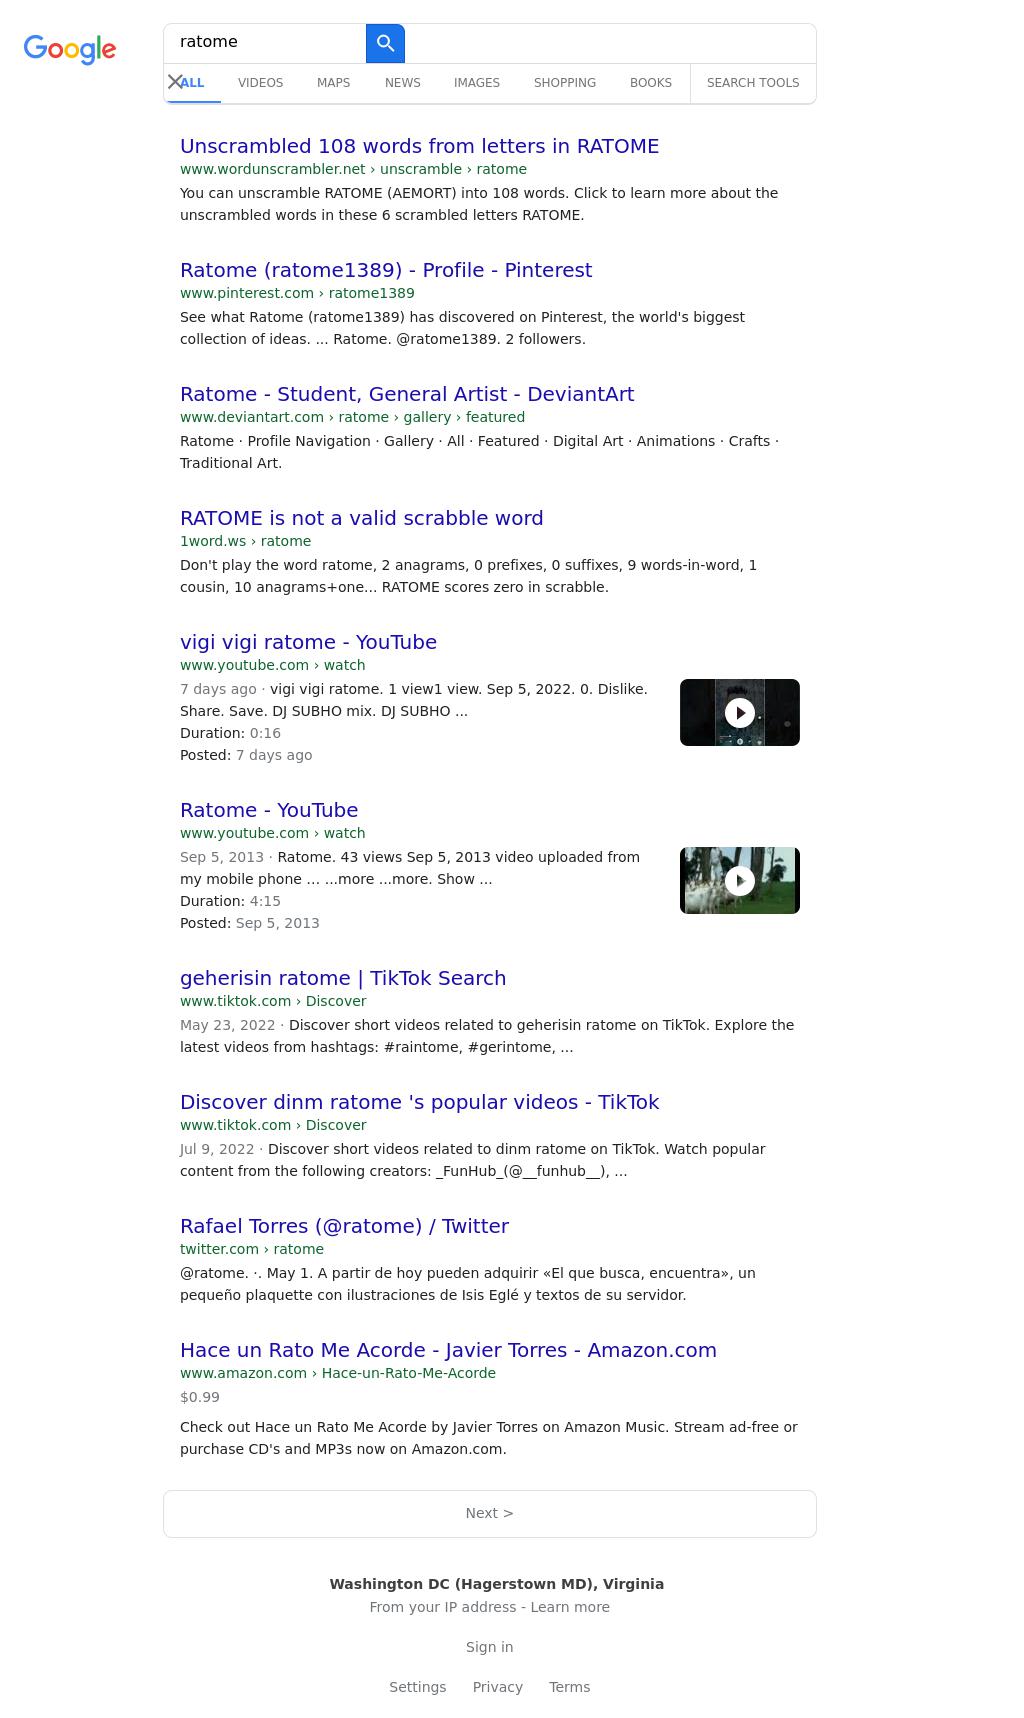 Google
ratome
ALL VIDEOS MAPS NEWS IMAGES SHOPPING BOOKS SEARCH TOOLS
Unscrambled 108 words from letters in RATOME
www.wordunscrambler.net › unscramble › ratome
You can unscramble RATOME (AEMORT) into 108 words. Click to learn more about the
unscrambled words in these 6 scrambled letters RATOME.
Ratome (ratome1389) - Profile - Pinterest
www.pinterest.com › ratome1389
See what Ratome (ratome1389) has discovered on Pinterest, the world's biggest
collection of ideas. ... Ratome. @ratome1389. 2 followers.
Ratome - Student, General Artist - DeviantArt
www.deviantart.com › ratome › gallery › featured
Ratome · Profile Navigation · Gallery · All · Featured · Digital Art · Animations · Crafts ·
Traditional Art.
RATOME is not a valid scrabble word
1word.ws › ratome
Don't play the word ratome, 2 anagrams, 0 prefixes, 0 suffixes, 9 words-in-word, 1
cousin, 10 anagrams+one... RATOME scores zero in scrabble.
vigi vigi ratome - YouTube
www.youtube.com › watch
7 days ago · vigi vigi ratome. 1 view1 view. Sep 5, 2022. 0. Dislike.
Share. Save. DJ SUBHO mix. DJ SUBHO ...
Duration: 0:16
Posted: 7 days ago
Ratome - YouTube
www.youtube.com › watch
Sep 5, 2013 · Ratome. 43 views Sep 5, 2013 video uploaded from
my mobile phone … ...more ...more. Show ...
Duration: 4:15
Posted: Sep 5, 2013
geherisin ratome | TikTok Search
www.tiktok.com › Discover
May 23, 2022 · Discover short videos related to geherisin ratome on TikTok. Explore the
latest videos from hashtags: #raintome, #gerintome, ...
Discover dinm ratome 's popular videos - TikTok
www.tiktok.com › Discover
Jul 9, 2022 · Discover short videos related to dinm ratome on TikTok. Watch popular
content from the following creators: _FunHub_(@__funhub__), ...
Rafael Torres (@ratome) / Twitter
twitter.com › ratome
@ratome. ·. May 1. A partir de hoy pueden adquirir «El que busca, encuentra», un
pequeño plaquette con ilustraciones de Isis Eglé y textos de su servidor.
Hace un Rato Me Acorde - Javier Torres - Amazon.com
www.amazon.com › Hace-un-Rato-Me-Acorde
$0.99
Check out Hace un Rato Me Acorde by Javier Torres on Amazon Music. Stream ad-free or
purchase CD's and MP3s now on Amazon.com.
Next >
Washington DC (Hagerstown MD), Virginia
From your IP address - Learn more
Sign in
Settings Privacy Terms